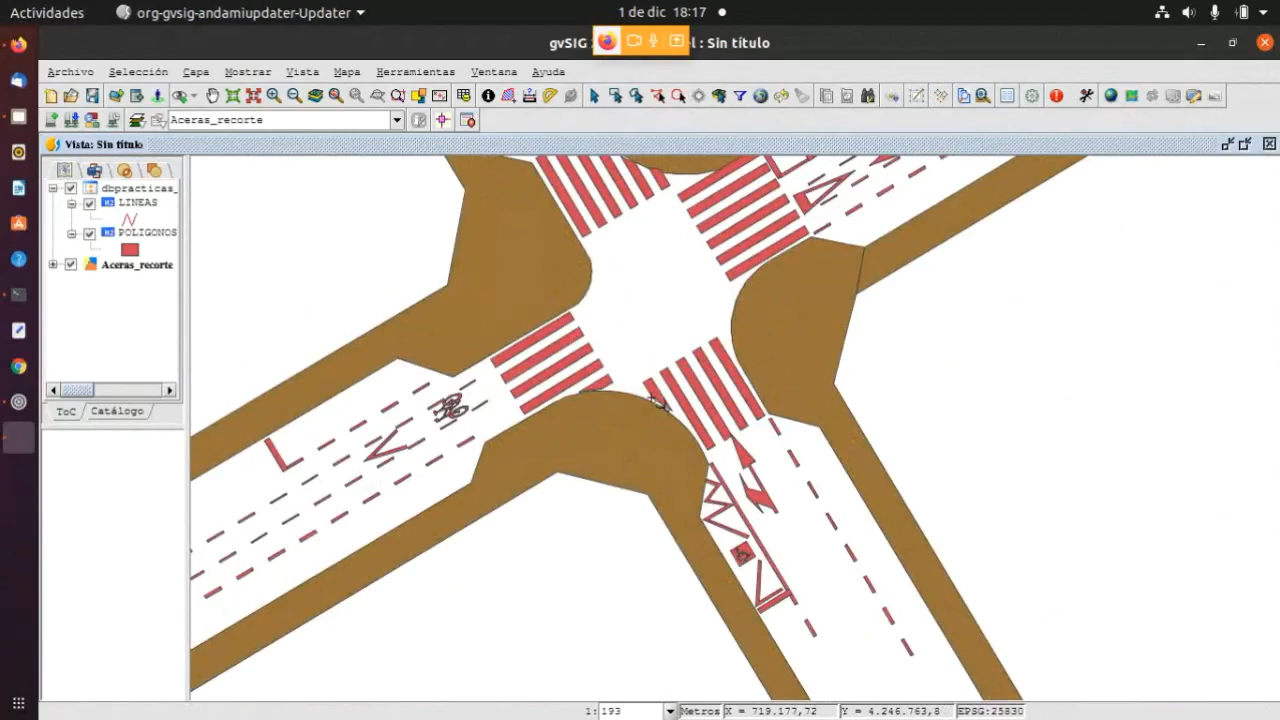 Actividades
org-gvsig-andamiupdater-Updater
1 de dic 18:17
gvSIG
l : Sin título
Archivo Selección Capa Mostrar Vista Mapa Herramientas Ventana Ayuda
Aceras_recorte
Vista: Sin título
dbpracticas_
LINEAS
POLIGONOS
Aceras_recorte
ToC Catálogo
1: 193 Metros X = 719.177,72 Y = 4.246.763,8 EPSG:25830